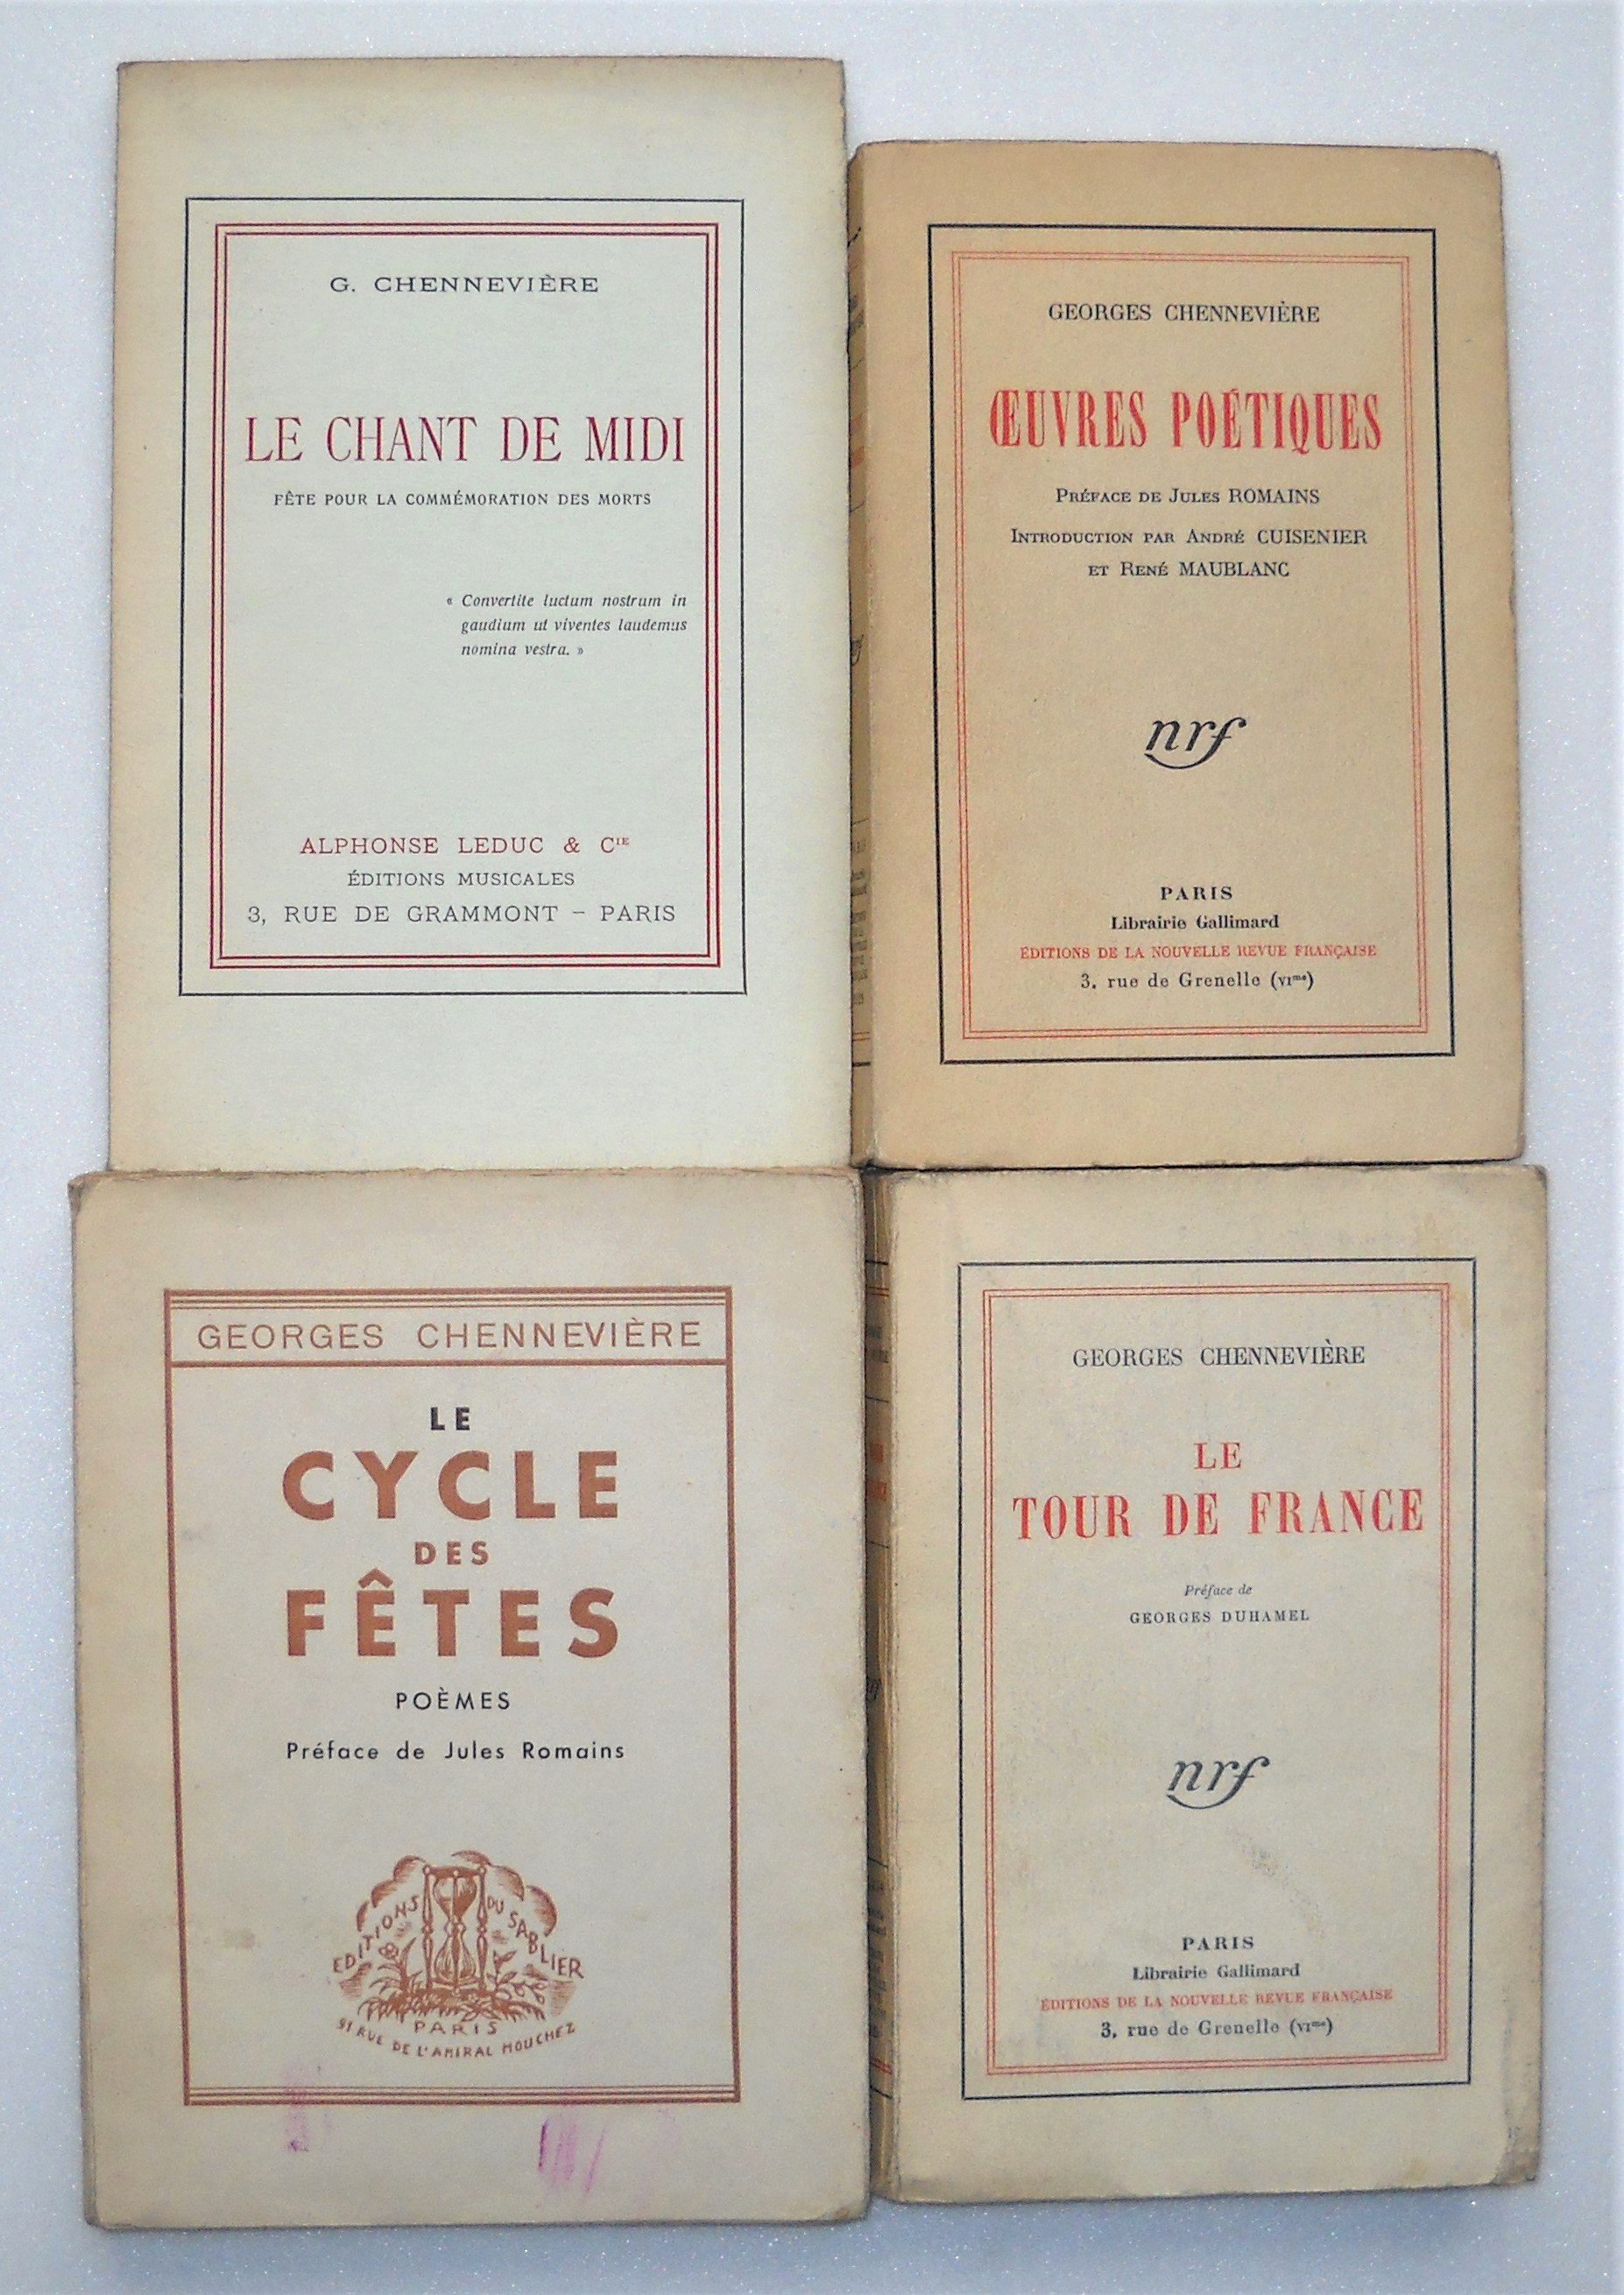 G. CHENNEVIÈRE
LE CHANT DE MIDI
FÊTE POUR LA COMMÉMORATION DES MORTS
« Convertite luctum nostrum in
gaudium ut viventes laudemus
nomina vestra. »
ALPHONSE LEDUC & CIE
ÉDITIONS MUSICALES
3, RUE DE GRAMMONT – PARIS
GEORGES CHENNEVIÈRE
ŒUVRES POÉTIQUES
PRÉFACE DE JULES ROMAINS
INTRODUCTION PAR ANDRÉ CUISENIER
ET RENÉ MAUBLANC
nrf
PARIS
Librairie Gallimard
ÉDITIONS DE LA NOUVELLE REVUE FRANÇAISE
3, rue de Grenelle (VIme)
GEORGES CHENNEVIÈRE
LE
CYCLE
DES
FÊTES
POÈMES
Préface de Jules Romains
EDITIONS DU SABLIER
PARIS
91 RUE DE L'AMIRAL MOUCHEZ
GEORGES CHENNEVIÈRE
LE
TOUR DE FRANCE
Préface de
GEORGES DUHAMEL
nrf
PARIS
Librairie Gallimard
ÉDITIONS DE LA NOUVELLE REVUE FRANÇAISE
3, rue de Grenelle (VIme)